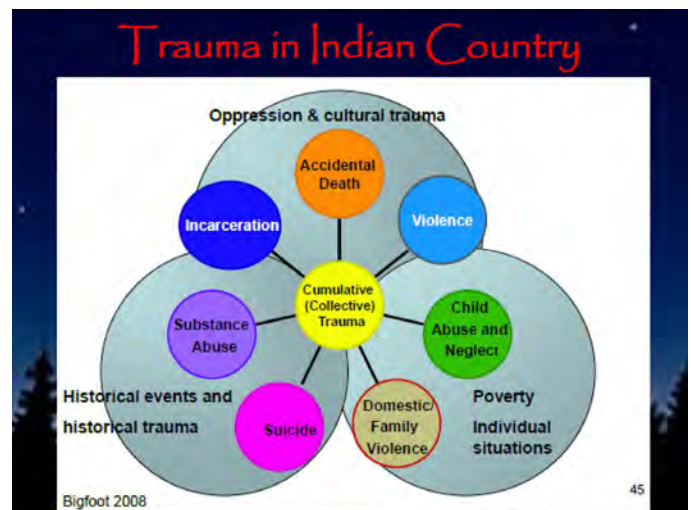 Trauma in Indian Country
Oppression & cultural trauma
Accidental
Death
Incarceration
Violence
Cumulative
(Collective)
Trauma
Substance
Abuse
Child
Abuse and
Neglect
Historical events and
historical trauma
Suicide
Domestic/
Family
Violence
Poverty
Individual
situations
Bigfoot 2008
45